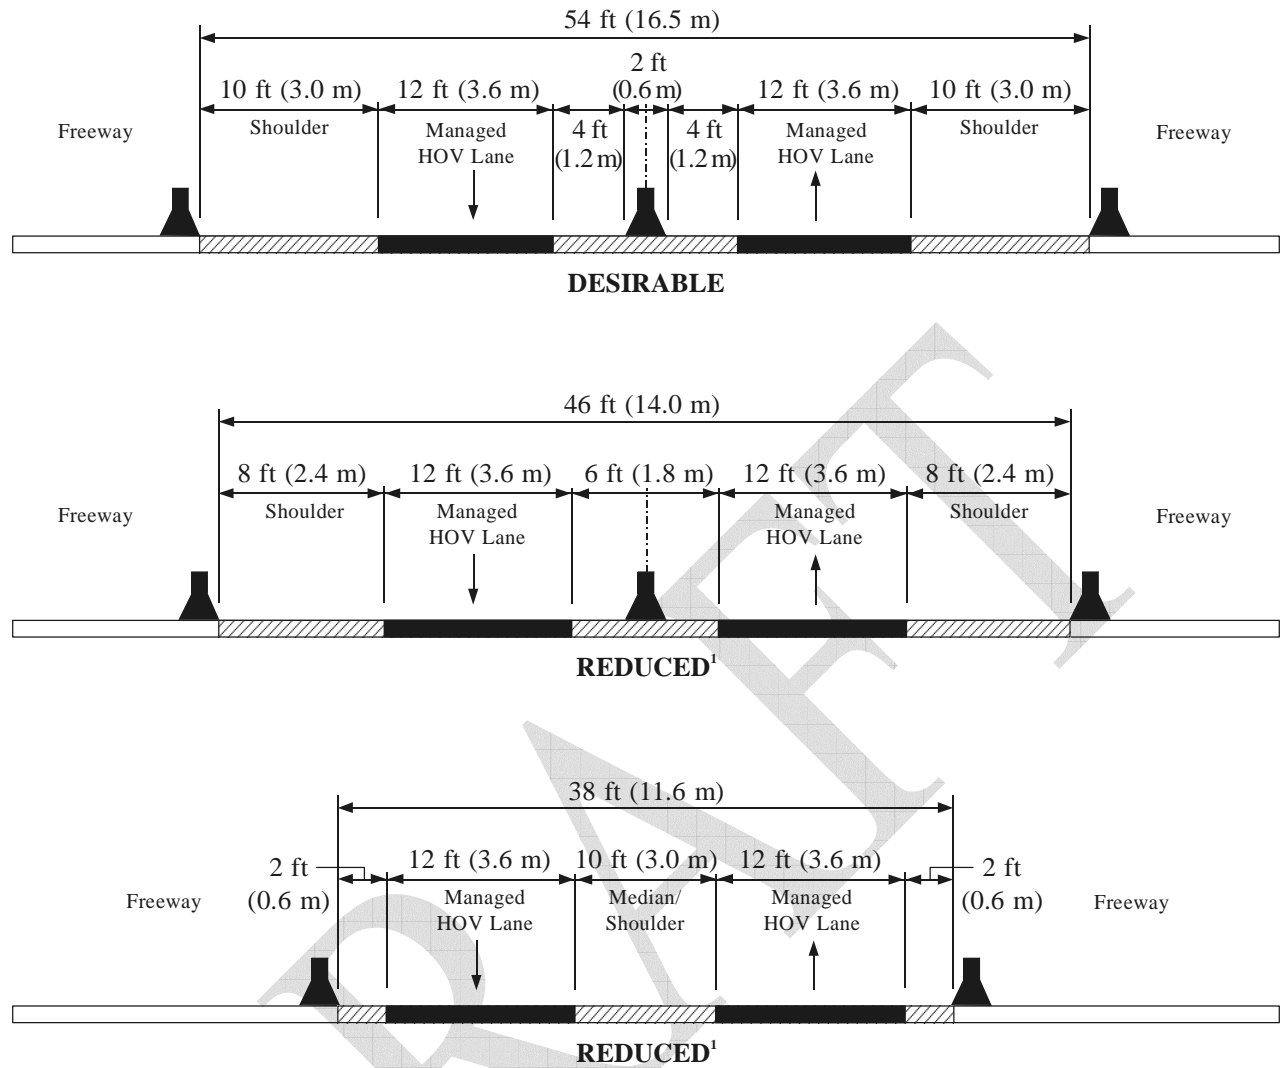 54 ft (16.5 m)
2 ft
(0.6 m)
10 ft (3.0 m)
12 ft (3.6 m)
12 ft (3.6 m)
10 ft (3.0 m)
Freeway
Shoulder
Managed
HOV Lane
4 ft
(1.2 m)
4 ft
(1.2 m)
Managed
HOV Lane
Shoulder
Freeway
DESIRABLE
46 ft (14.0 m)
8 ft (2.4 m)
12 ft (3.6 m)
6 ft (1.8 m)
12 ft (3.6 m)
8 ft (2.4 m)
Freeway
Shoulder
Managed
HOV Lane
Managed
HOV Lane
Shoulder
Freeway
REDUCED¹
38 ft (11.6 m)
2 ft
(0.6 m)
12 ft (3.6 m)
10 ft (3.0 m)
12 ft (3.6 m)
2 ft
(0.6 m)
Freeway
Managed
HOV Lane
Median/
Shoulder
Managed
HOV Lane
Freeway
REDUCED¹
RAFT